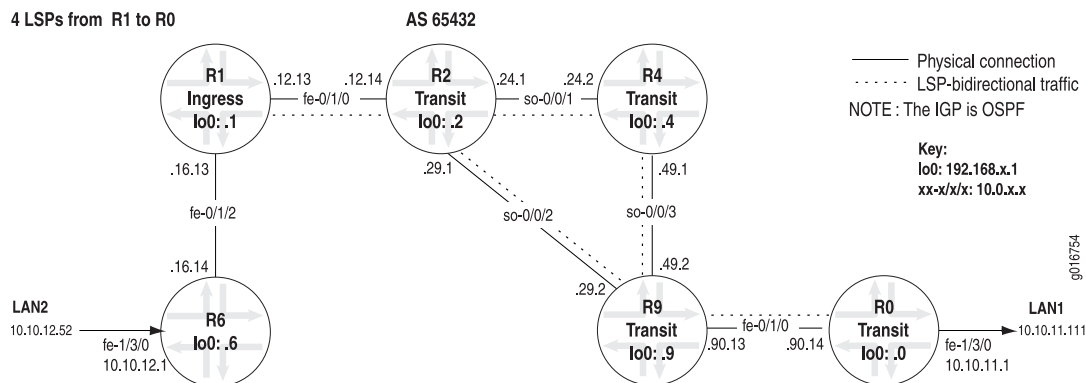 4 LSPs from R1 to R0
AS 65432
R1
Ingress
lo0: .1
.12.13
fe-0/1/0
.12.14
R2
Transit
lo0: .2
.24.1
so-0/0/1
.24.2
R4
Transit
lo0: .4
Physical connection
LSP-bidirectional traffic
NOTE : The IGP is OSPF
Key:
lo0: 192.168.x.1
xx-x/x/x: 10.0.x.x
.16.13
fe-0/1/2
.16.14
.29.1
so-0/0/2
.29.2
.49.1
so-0/0/3
.49.2
g016754
LAN2
10.10.12.52
fe-1/3/0
10.10.12.1
R6
lo0: .6
R9
Transit
lo0: .9
fe-0/1/0
.90.13
.90.14
R0
Transit
lo0: .0
LAN1
10.10.11.111
fe-1/3/0
10.10.11.1